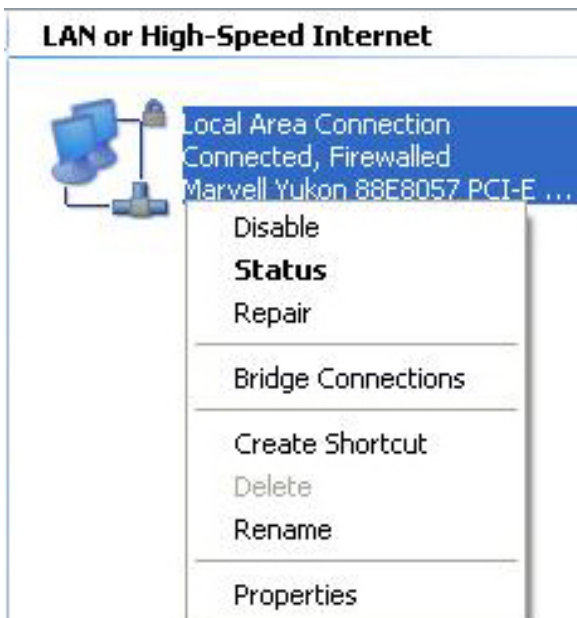 LAN or High-Speed Internet
Local Area Connection
Connected, Firewalled
Marvell Yukon 88E8057 PCI-E ...
Disable
Status
Repair
Bridge Connections
Create Shortcut
Delete
Rename
Properties